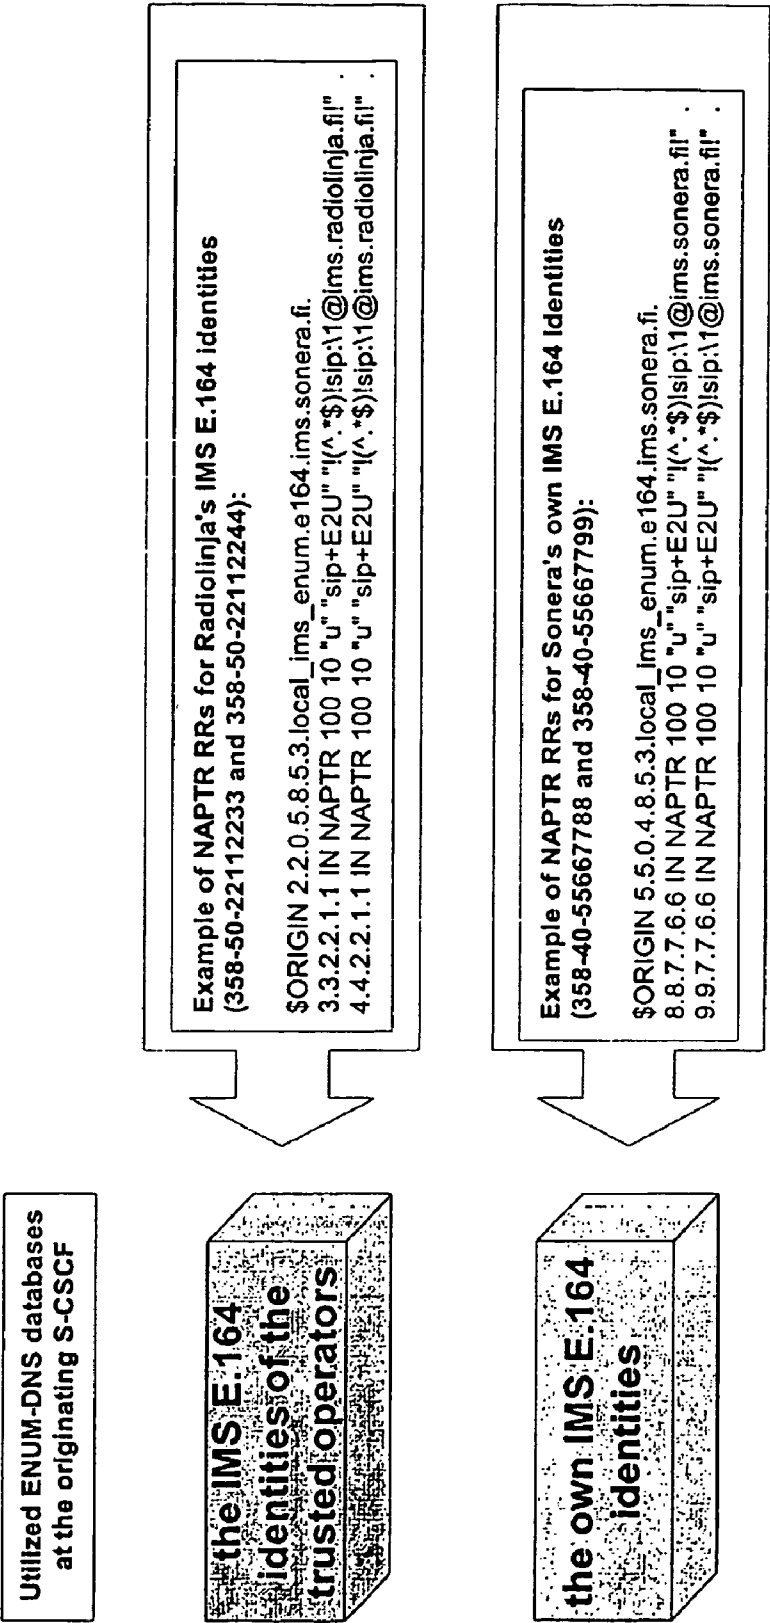 Utilized ENUM-DNS databases
at the originating S-CSCF
the IMS E.164
identities of the
trusted operators
Example of NAPTR RRs for Radiolinja's IMS E.164 identities
(358-50-22112233 and 358-50-22112244):
$ORIGIN 2.2.0.5.8.5.3.local_ims_enum.e164.ims.sonera.fi.
3.3.2.2.1.1 IN NAPTR 100 10 "u" "sip+E2U" "!(^.*$)!sip:\1@ims.radiolinja.fi!" .
4.4.2.2.1.1 IN NAPTR 100 10 "u" "sip+E2U" "!(^.*$)!sip:\1@ims.radiolinja.fi!" .
the own IMS E.164
identities
Example of NAPTR RRs for Sonera's own IMS E.164 Identities
(358-40-55667788 and 358-40-55667799):
$ORIGIN 5.5.0.4.8.5.3.local_ims_enum.e164.ims.sonera.fi.
8.8.7.7.6.6 IN NAPTR 100 10 "u" "sip+E2U" "!(^.*$)!sip:\1@ims.sonera.fi!" .
9.9.7.7.6.6 IN NAPTR 100 10 "u" "sip+E2U" "!(^.*$)!sip:\1@ims.sonera.fi!" .